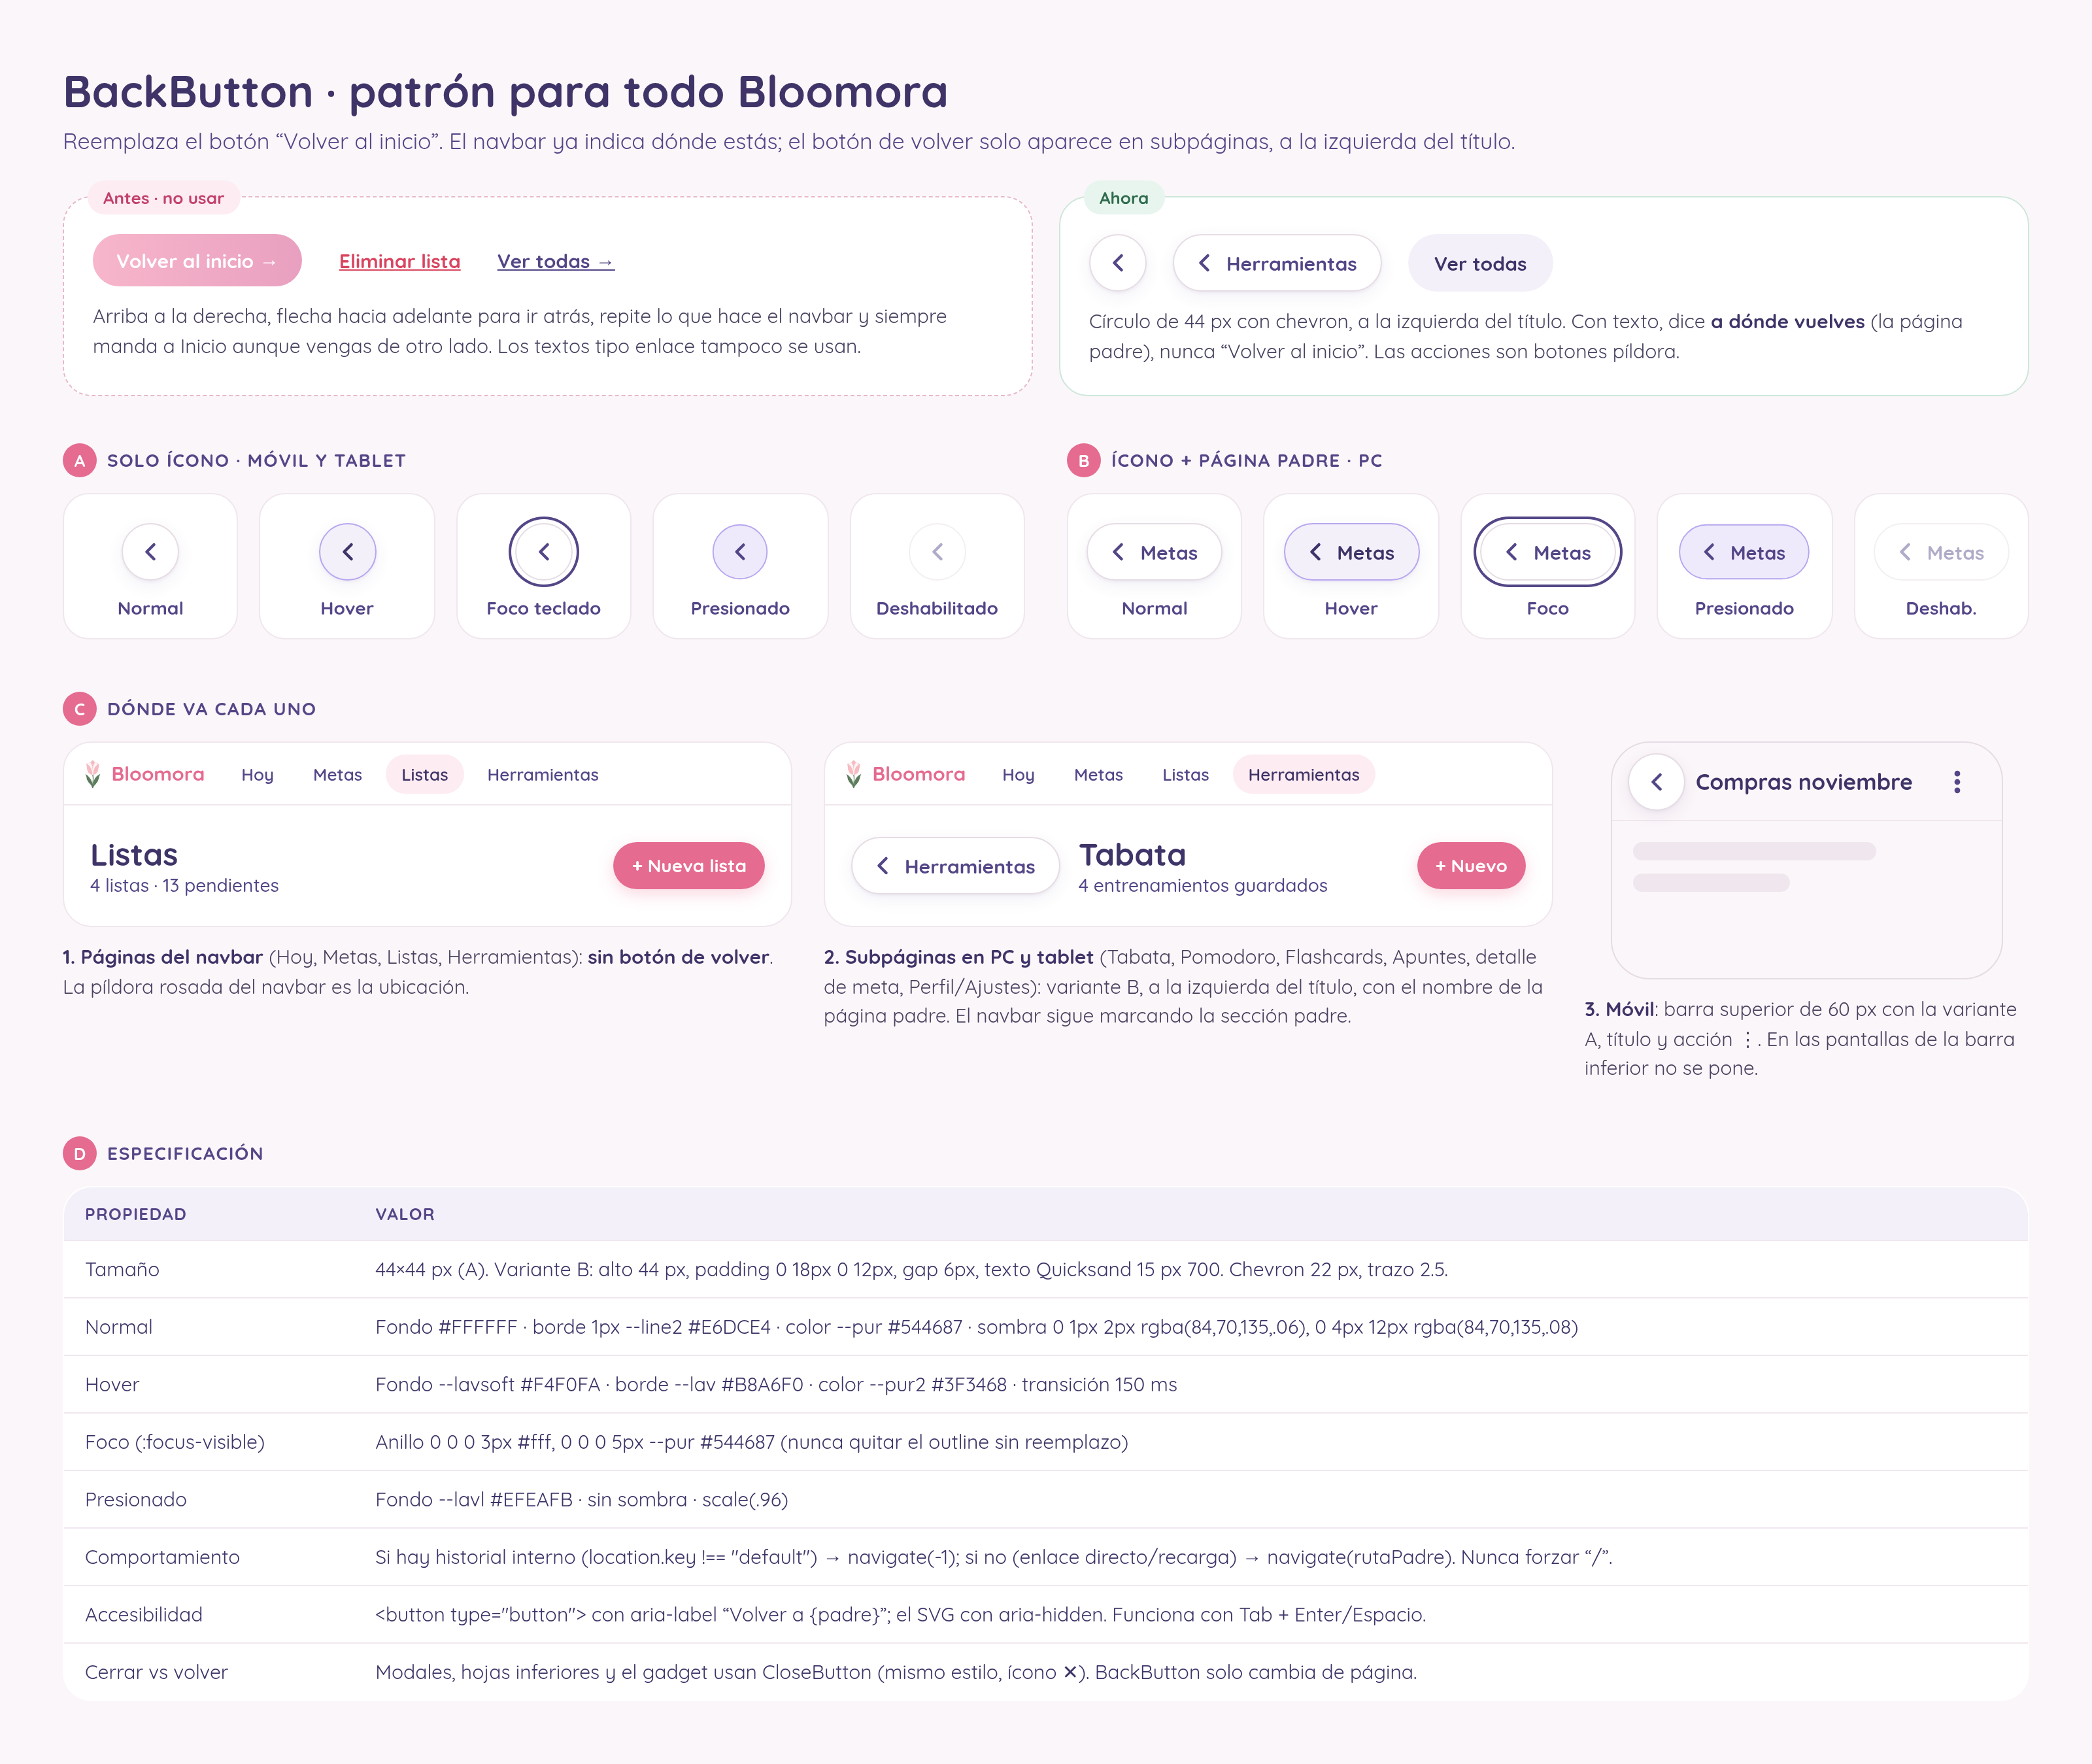 BackButton · patrón para todo Bloomora
Reemplaza el botón “Volver al inicio”. El navbar ya indica dónde estás; el botón de volver solo aparece en subpáginas, a la izquierda del título.
Antes · no usar
Volver al inicio →
Eliminar lista
Ver todas →
Arriba a la derecha, flecha hacia adelante para ir atrás, repite lo que hace el navbar y siempre
manda a Inicio aunque vengas de otro lado. Los textos tipo enlace tampoco se usan.
Ahora
Herramientas
Ver todas
Círculo de 44 px con chevron, a la izquierda del título. Con texto, dice a dónde vuelves (la página
padre), nunca “Volver al inicio”. Las acciones son botones píldora.
A SOLO ÍCONO · MÓVIL Y TABLET
Normal
Hover
Foco teclado
Presionado
Deshabilitado
B ÍCONO + PÁGINA PADRE · PC
Metas
Normal
Metas
Hover
Metas
Foco
Metas
Presionado
Metas
Deshab.
C DÓNDE VA CADA UNO
Bloomora Hoy Metas Listas Herramientas
Listas
4 listas · 13 pendientes
+ Nueva lista
1. Páginas del navbar (Hoy, Metas, Listas, Herramientas): sin botón de volver.
La píldora rosada del navbar es la ubicación.
Bloomora Hoy Metas Listas Herramientas
Herramientas
Tabata
4 entrenamientos guardados
+ Nuevo
2. Subpáginas en PC y tablet (Tabata, Pomodoro, Flashcards, Apuntes, detalle
de meta, Perfil/Ajustes): variante B, a la izquierda del título, con el nombre de la
página padre. El navbar sigue marcando la sección padre.
Compras noviembre
3. Móvil: barra superior de 60 px con la variante
A, título y acción ⋮. En las pantallas de la barra
inferior no se pone.
D ESPECIFICACIÓN
PROPIEDAD VALOR
Tamaño 44×44 px (A). Variante B: alto 44 px, padding 0 18px 0 12px, gap 6px, texto Quicksand 15 px 700. Chevron 22 px, trazo 2.5.
Normal Fondo #FFFFFF · borde 1px --line2 #E6DCE4 · color --pur #544687 · sombra 0 1px 2px rgba(84,70,135,.06), 0 4px 12px rgba(84,70,135,.08)
Hover Fondo --lavsoft #F4F0FA · borde --lav #B8A6F0 · color --pur2 #3F3468 · transición 150 ms
Foco (:focus-visible) Anillo 0 0 0 3px #fff, 0 0 0 5px --pur #544687 (nunca quitar el outline sin reemplazo)
Presionado Fondo --lavl #EFEAFB · sin sombra · scale(.96)
Comportamiento Si hay historial interno (location.key !== "default") → navigate(-1); si no (enlace directo/recarga) → navigate(rutaPadre). Nunca forzar “/”.
Accesibilidad <button type="button"> con aria-label “Volver a {padre}”; el SVG con aria-hidden. Funciona con Tab + Enter/Espacio.
Cerrar vs volver Modales, hojas inferiores y el gadget usan CloseButton (mismo estilo, ícono ✕). BackButton solo cambia de página.